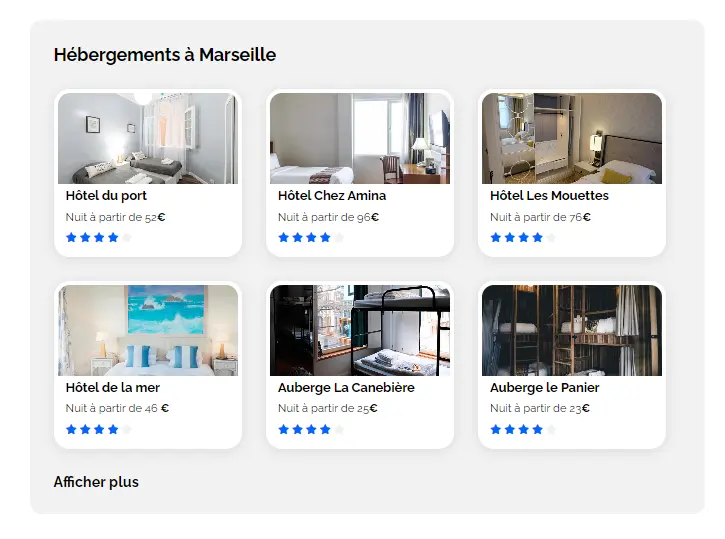 Hébergements à Marseille
Hôtel du port
Nuit à partir de 52€
Hôtel Chez Amina
Nuit à partir de 96€
Hôtel Les Mouettes
Nuit à partir de 76€
Hôtel de la mer
Nuit à partir de 46 €
Auberge La Canebière
Nuit à partir de 25€
Auberge le Panier
Nuit à partir de 23€
Afficher plus